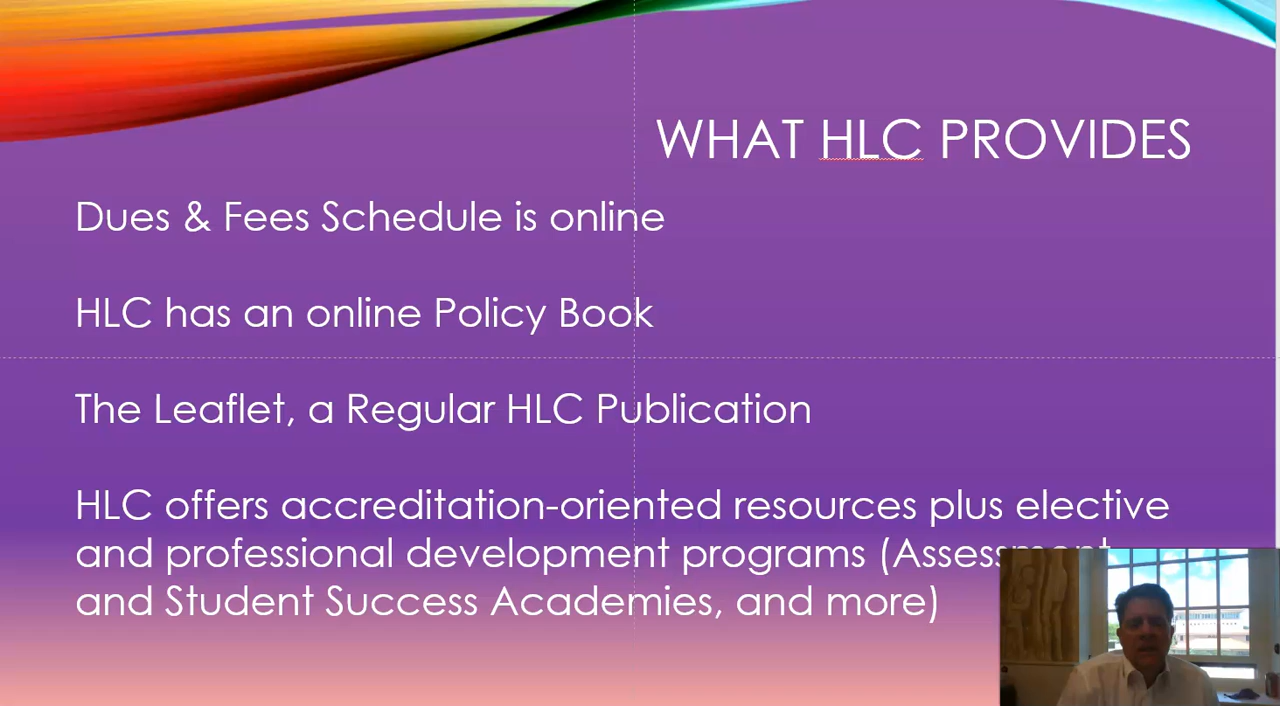 WHAT HLC PROVIDES
Dues & Fees Schedule is online
HLC has an online Policy Book
The Leaflet, a Regular HLC Publication
HLC offers accreditation-oriented resources plus elective
and professional development programs (Assessment
and Student Success Academies, and more)